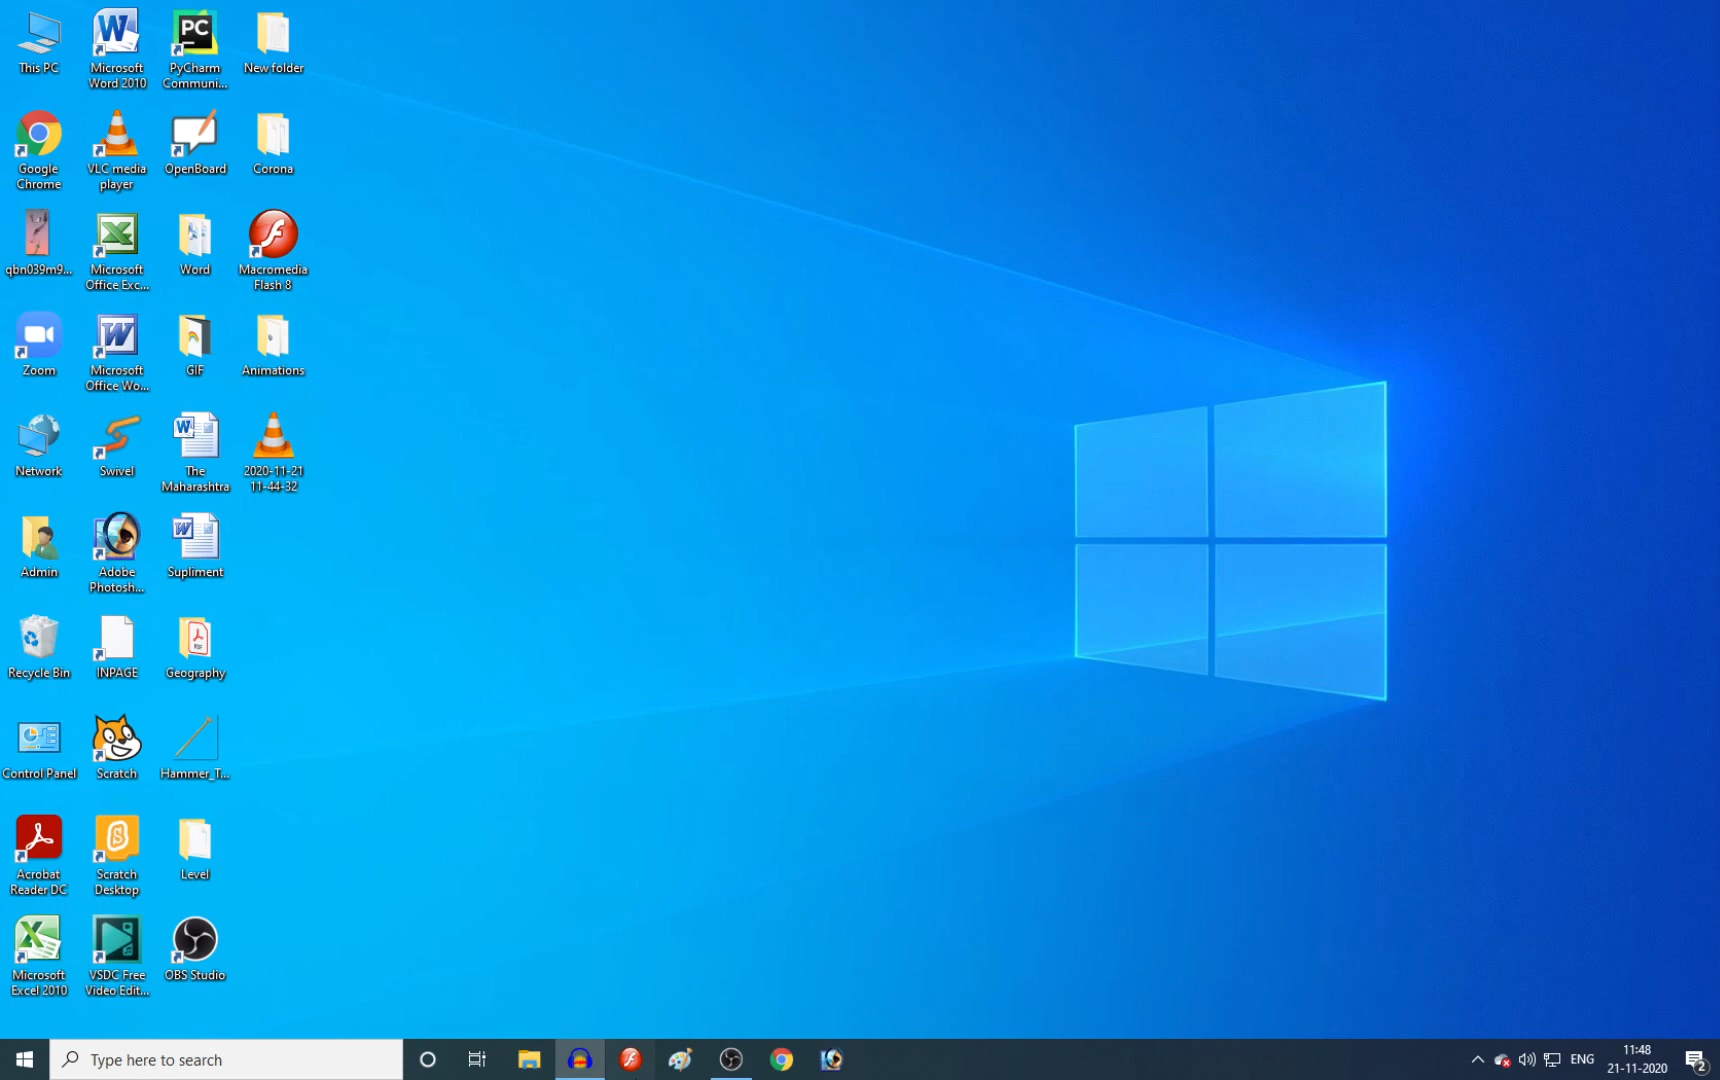 This PC
Microsoft
Word 2010
PyCharm
Communi...
New folder
Google
Chrome
VLC media
player
OpenBoard
Corona
qbn039m9...
Microsoft
Office Exc...
Word
Macromedia
Flash 8
Zoom
Microsoft
Office Wo...
GIF
Animations
Network
Swivel
The
Maharashtra
2020-11-21
11-44-32
Admin
Adobe
Photosh...
Supliment
Recycle Bin
INPAGE
Geography
Control Panel
Scratch
Hammer_T...
Acrobat
Reader DC
Scratch
Desktop
Level
Microsoft
Excel 2010
VSDC Free
Video Edit...
OBS Studio
Type here to search
ENG
11:48
21-11-2020
2